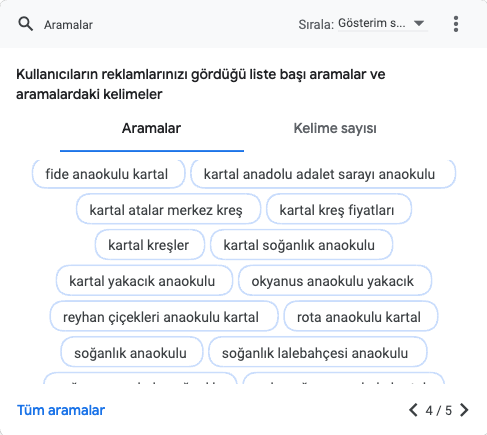 Aramalar
Sırala: Gösterim s...
Kullanıcıların reklamlarınızı gördüğü liste başı aramalar ve
aramalardaki kelimeler
Aramalar Kelime sayısı
fide anaokulu kartal kartal anadolu adalet sarayı anaokulu
kartal atalar merkez kreş kartal kreş fiyatları
kartal kreşler kartal soğanlık anaokulu
kartal yakacık anaokulu okyanus anaokulu yakacık
reyhan çiçekleri anaokulu kartal rota anaokulu kartal
soğanlık anaokulu soğanlık lalebahçesi anaokulu
Tüm aramalar 4 / 5